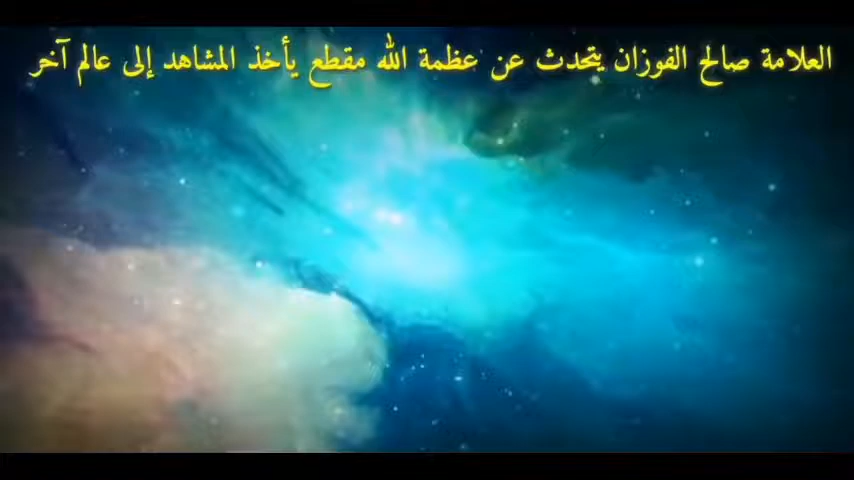 العلامة صالح الفوزان يتحدث عن عظمة الله مقطع يأخذ المشاهد إلى عالم آخر